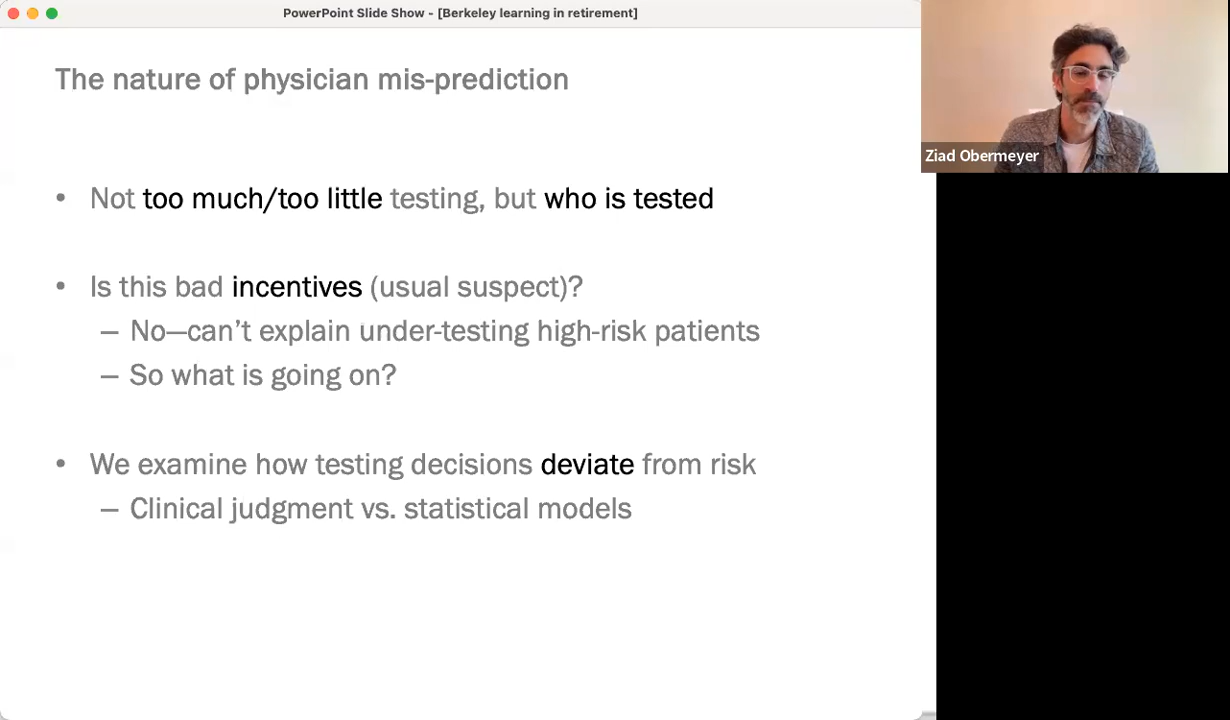 PowerPoint Slide Show - [Berkeley learning in retirement]
The nature of physician mis-prediction
Ziad Obermeyer
• Not too much/too little testing, but who is tested
• Is this bad incentives (usual suspect)?
– No—can't explain under-testing high-risk patients
– So what is going on?
• We examine how testing decisions deviate from risk
– Clinical judgment vs. statistical models